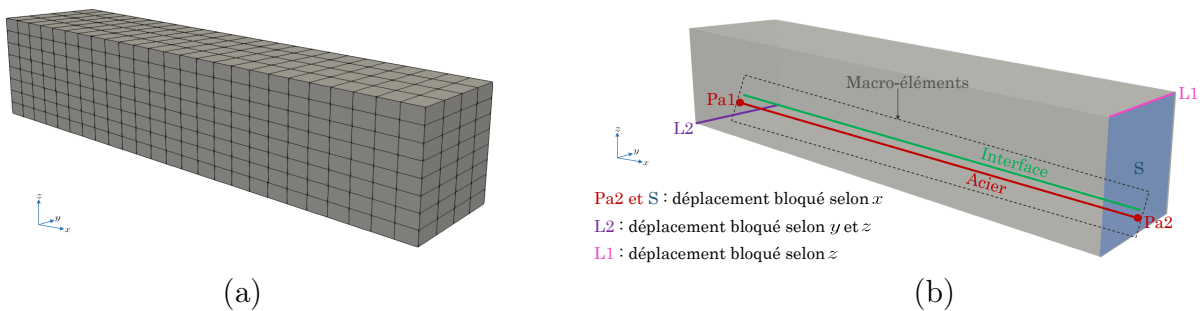 z
y
x
(a)
Macro-éléments
Pa1
L1
L2
z
y
x
Interface
Acier
S
Pa2
Pa2 et S : déplacement bloqué selon x
L2 : déplacement bloqué selon y et z
L1 : déplacement bloqué selon z
(b)